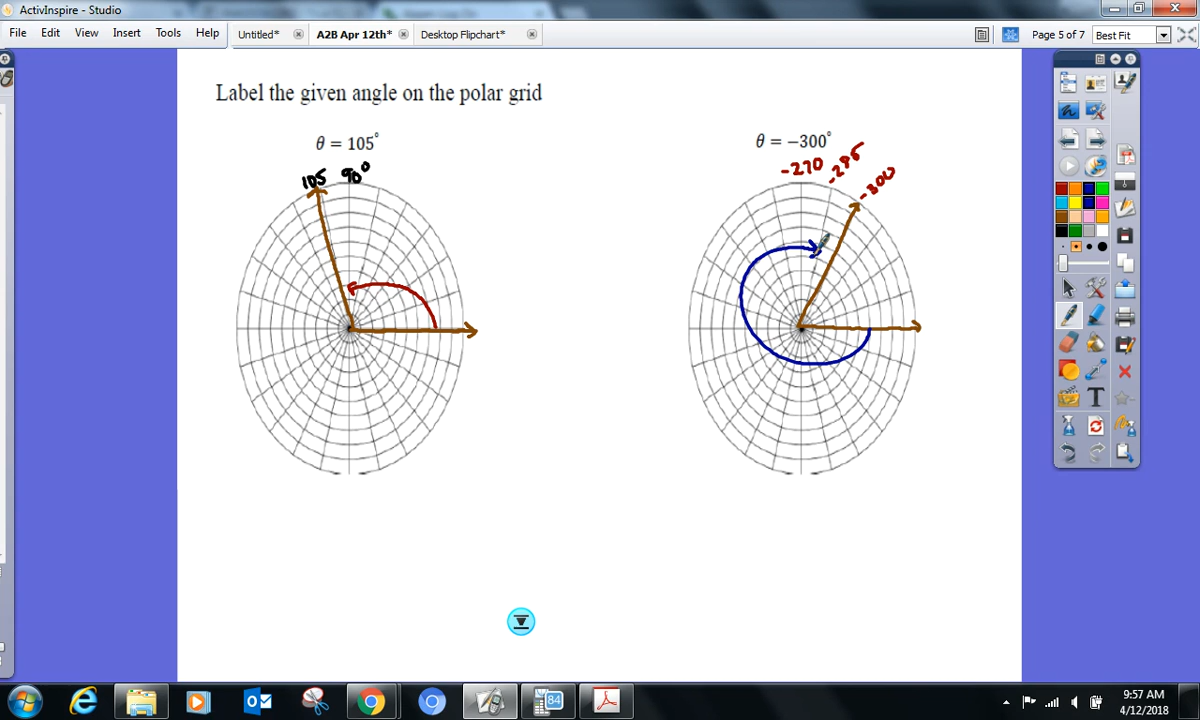 ActivInspire - Studio
File Edit View Insert Tools Help
Untitled* A2B Apr 12th* Desktop Flipchart*
Page 5 of 7 Best Fit
Label the given angle on the polar grid
θ = 105°
θ = −300°
105 90°
-270 -285 -300
T
84
9:57 AM
4/12/2018